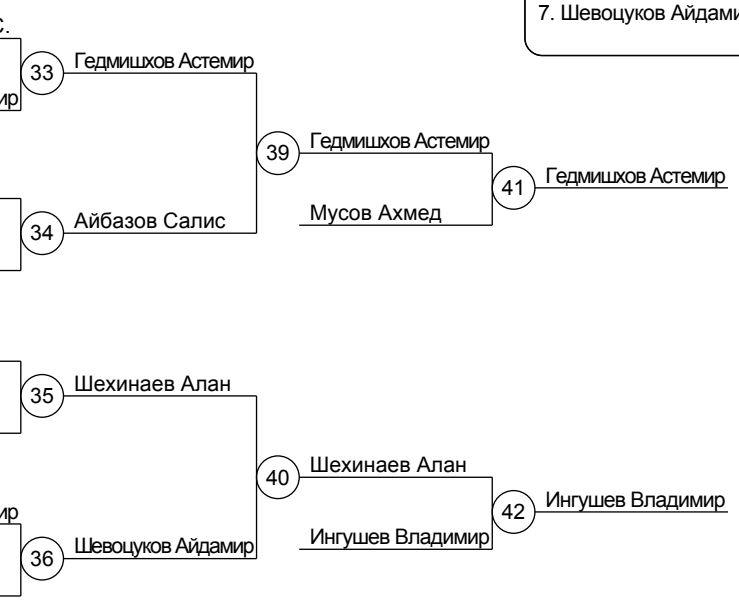 7. Шевоцуков
33
Гедмишхов Астемир
39
Гедмишхов Астемир
41
Гедмишхов Астемир
34
Айбазов Салис
Мусов Ахмед
35
Шехинаев Алан
40
Шехинаев Алан
42
Ингушев Владимир
36
Шевоцуков Айдамир
Ингушев Владимир